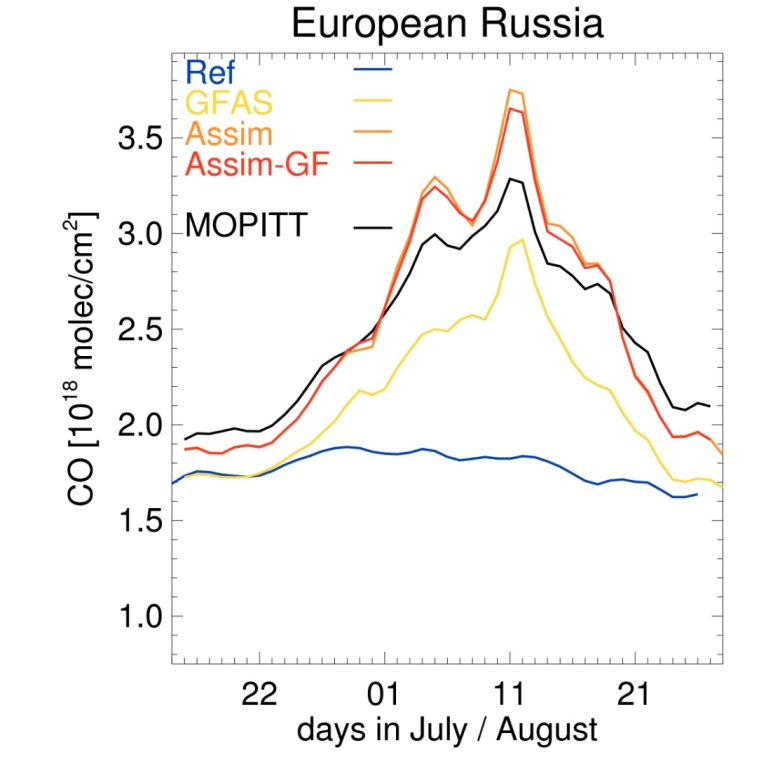 European Russia
Ref
GFAS
Assim
Assim-GF
MOPITT
CO [10¹⁸ molec/cm²]
3.5
3.0
2.5
2.0
1.5
1.0
22 01 11 21
days in July / August